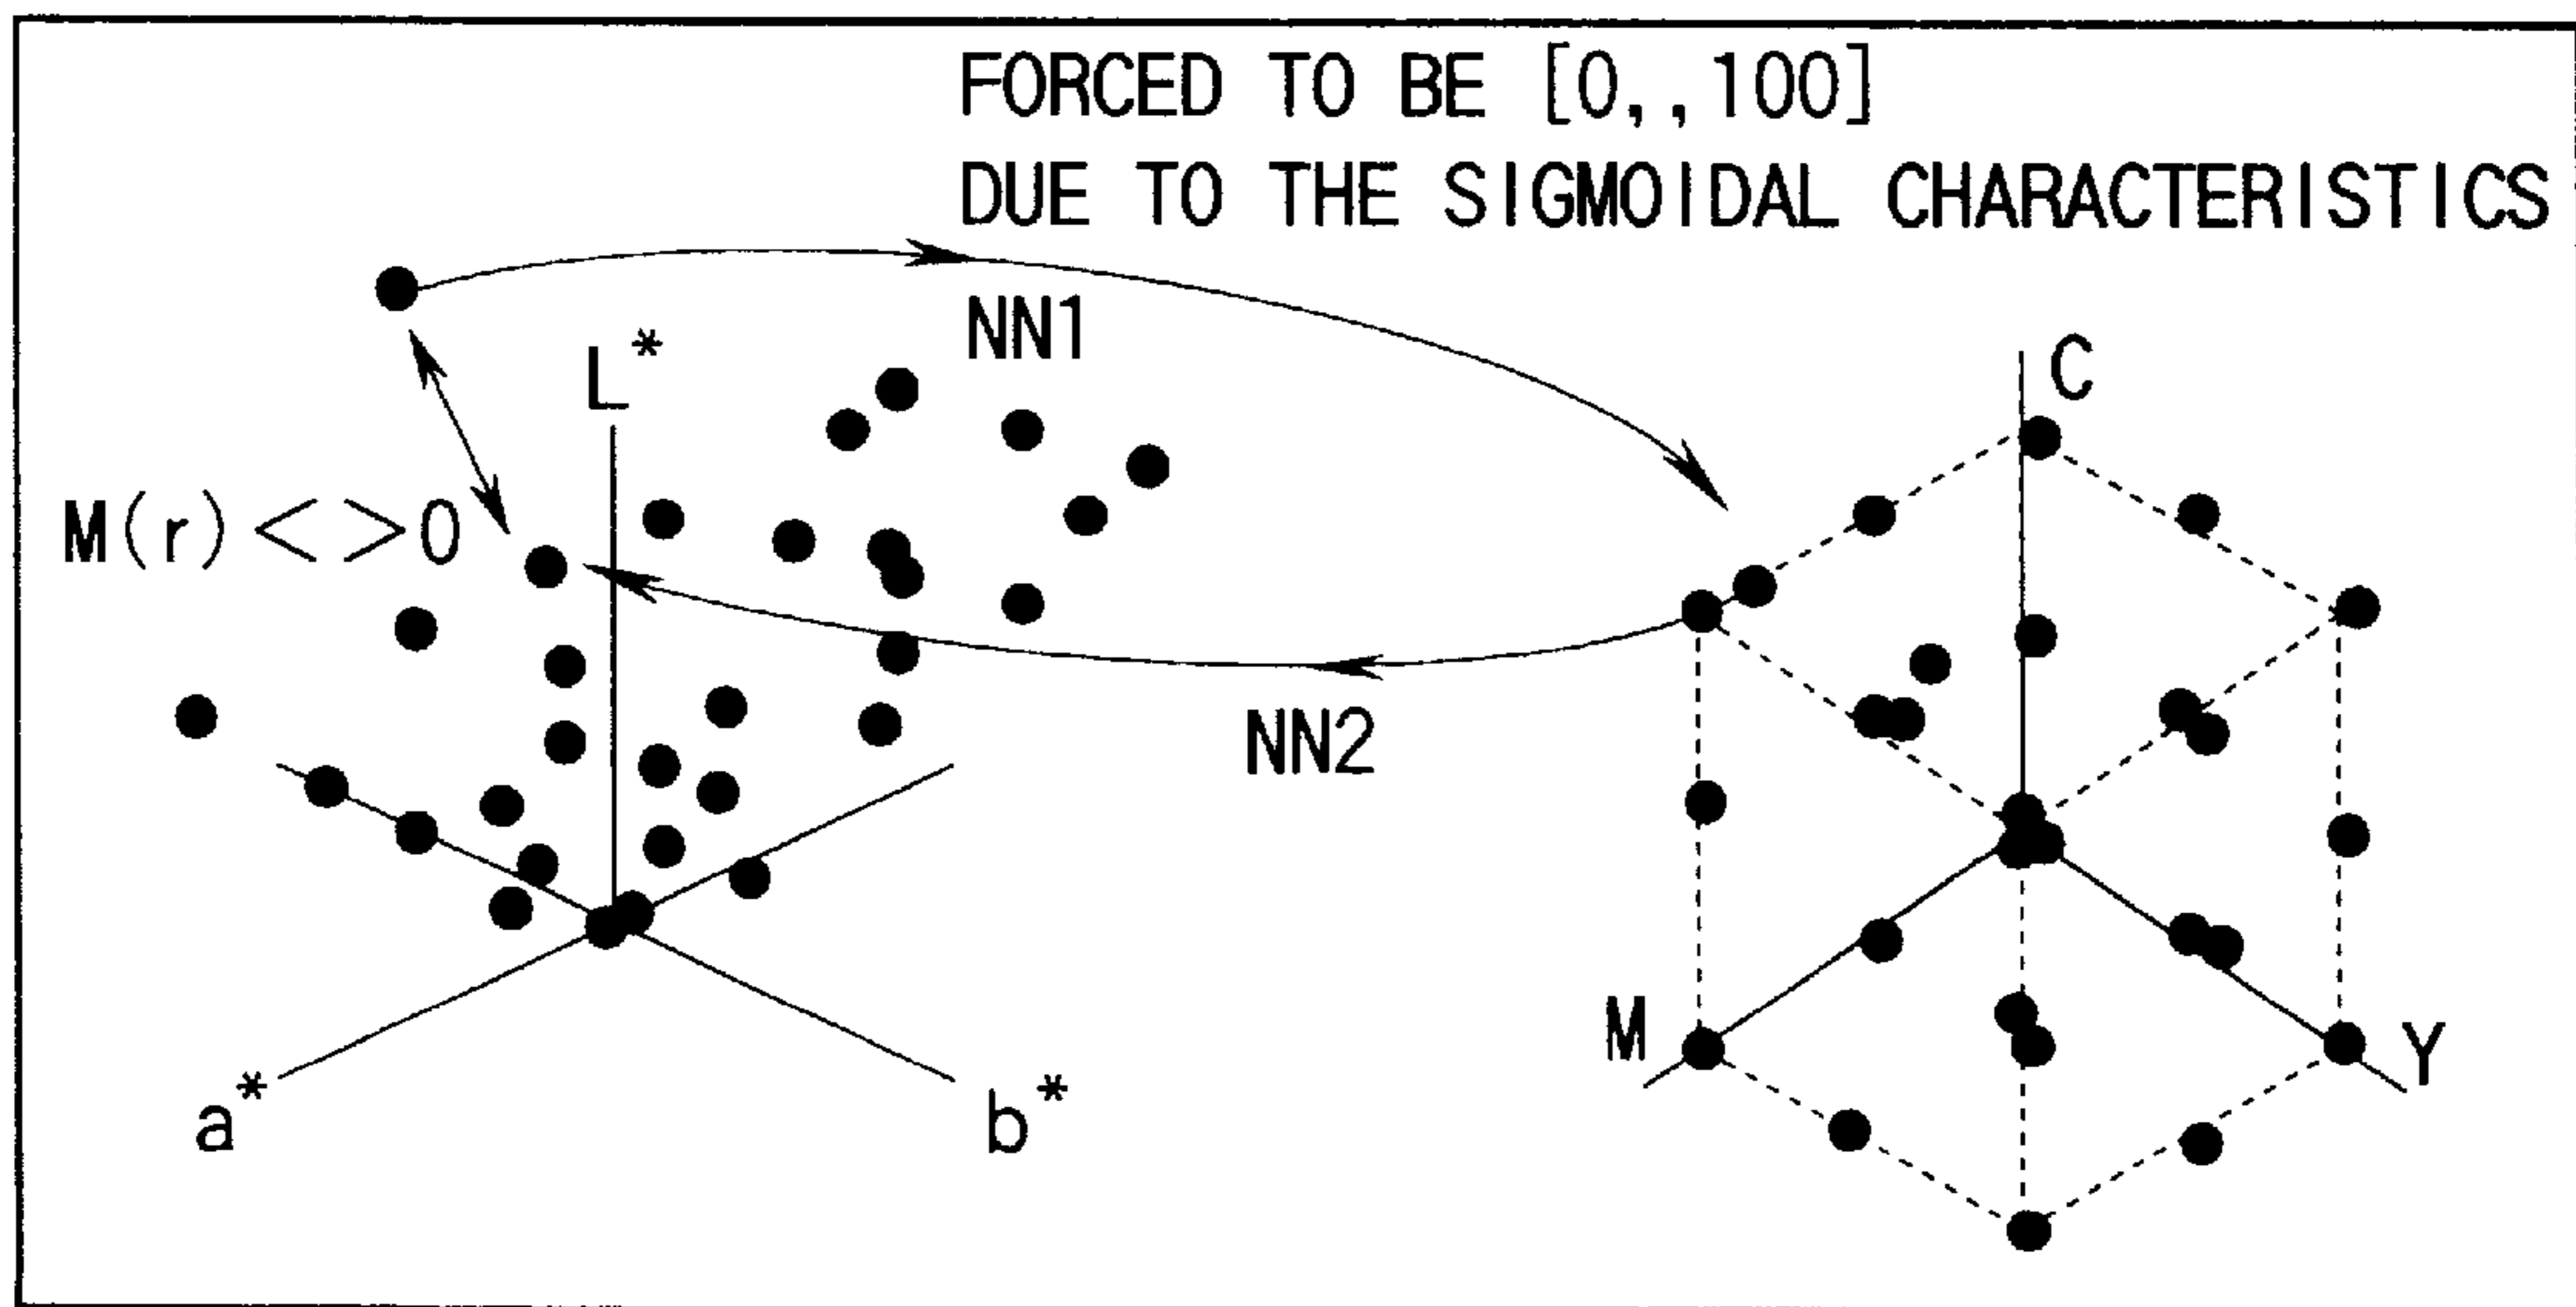 FORCED TO BE [0,,100]
DUE TO THE SIGMOIDAL CHARACTERISTICS
NN1
L*
C
M(r)<>0
NN2
M
Y
a*
b*